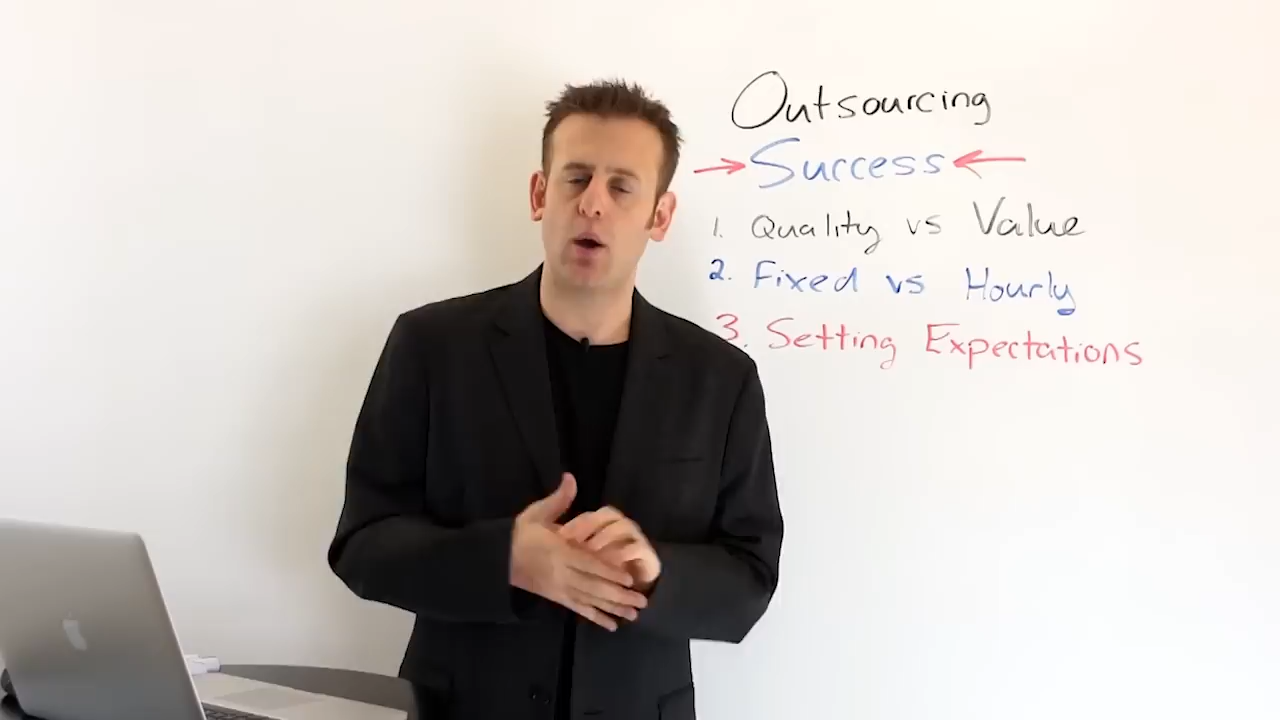 Outsourcing
→ Success ←
1. Quality vs Value
2. Fixed vs Hourly
3. Setting Expectations